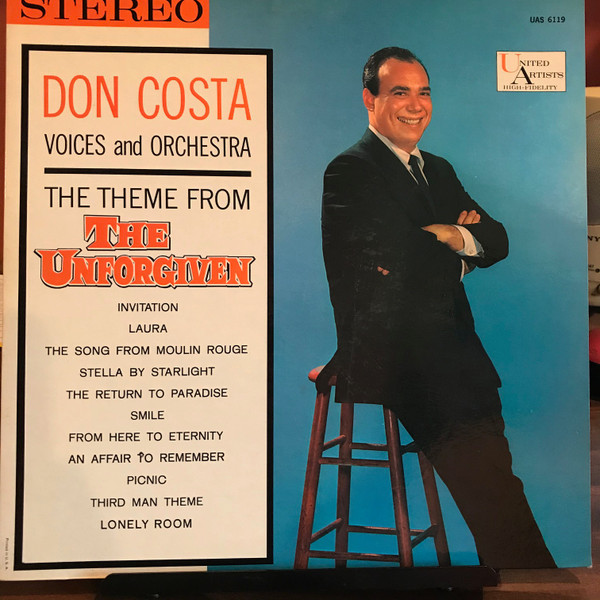 STEREO
UAS 6119
UNITED
ARTISTS
HIGH-FIDELITY
DON COSTA
VOICES and ORCHESTRA
THE THEME FROM
THE
UNFORGIVEN
INVITATION
LAURA
THE SONG FROM MOULIN ROUGE
STELLA BY STARLIGHT
THE RETURN TO PARADISE
SMILE
FROM HERE TO ETERNITY
AN AFFAIR TO REMEMBER
PICNIC
THIRD MAN THEME
LONELY ROOM